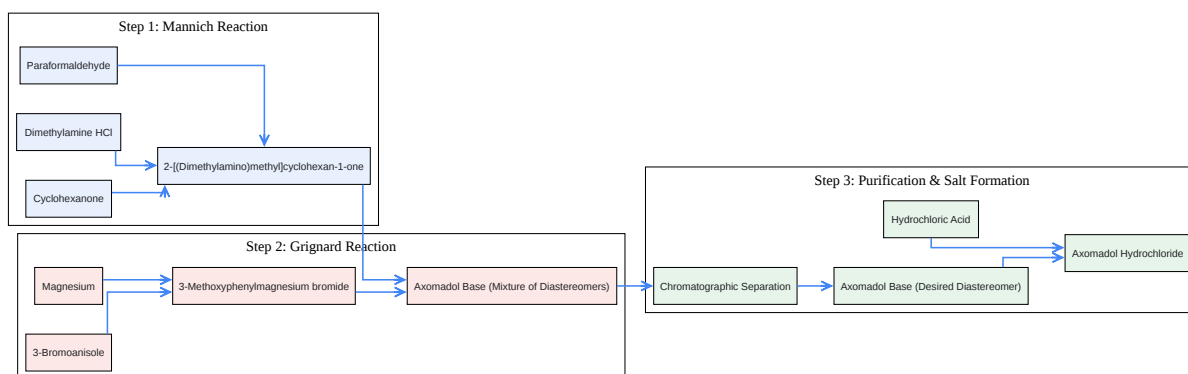 Step 1: Mannich Reaction
Paraformaldehyde
Dimethylamine HCl
2-[(Dimethylamino)methyl]cyclohexan-1-one
Cyclohexanone
Step 2: Grignard Reaction
Magnesium
3-Methoxyphenylmagnesium bromide
Axomadol Base (Mixture of Diastereomers)
3-Bromoanisole
Step 3: Purification & Salt Formation
Hydrochloric Acid
Axomadol Hydrochloride
Chromatographic Separation
Axomadol Base (Desired Diastereomer)